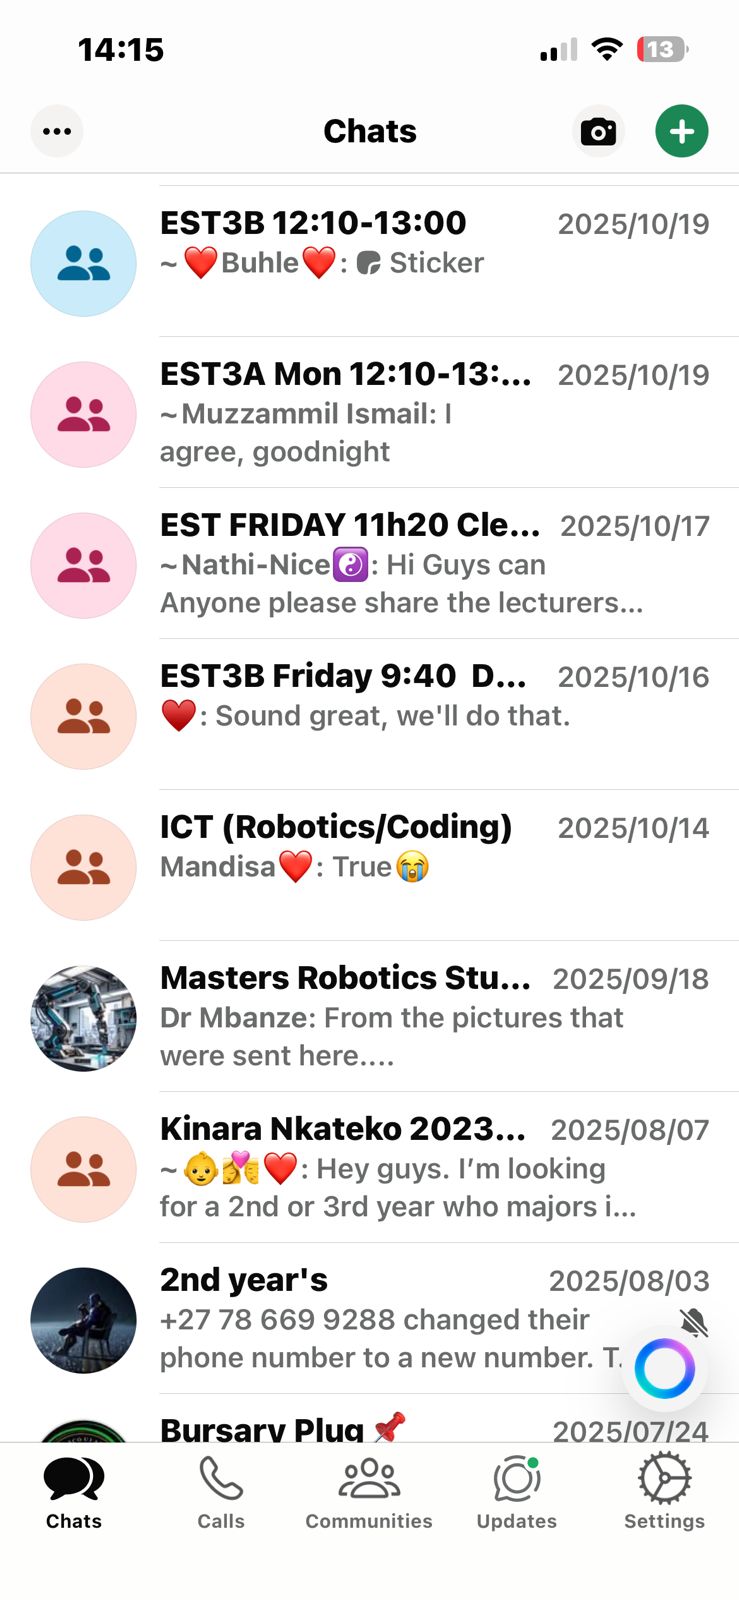 14:15
13
Chats
EST3B 12:10-13:00 2025/10/19
~ ❤️Buhle❤️: Sticker
EST3A Mon 12:10-13:... 2025/10/19
~Muzzammil Ismail: I
agree, goodnight
EST FRIDAY 11h20 Cle... 2025/10/17
~Nathi-Nice☯️: Hi Guys can
Anyone please share the lecturers...
EST3B Friday 9:40 D... 2025/10/16
❤️: Sound great, we'll do that.
ICT (Robotics/Coding) 2025/10/14
Mandisa❤️: True😭
Masters Robotics Stu... 2025/09/18
Dr Mbanze: From the pictures that
were sent here....
Kinara Nkateko 2023... 2025/08/07
~👶💏❤️: Hey guys. I’m looking
for a 2nd or 3rd year who majors i...
2nd year's 2025/08/03
+27 78 669 9288 changed their
phone number to a new number. T.
Bursary Plug 📌 2025/07/24
Chats Calls Communities Updates Settings